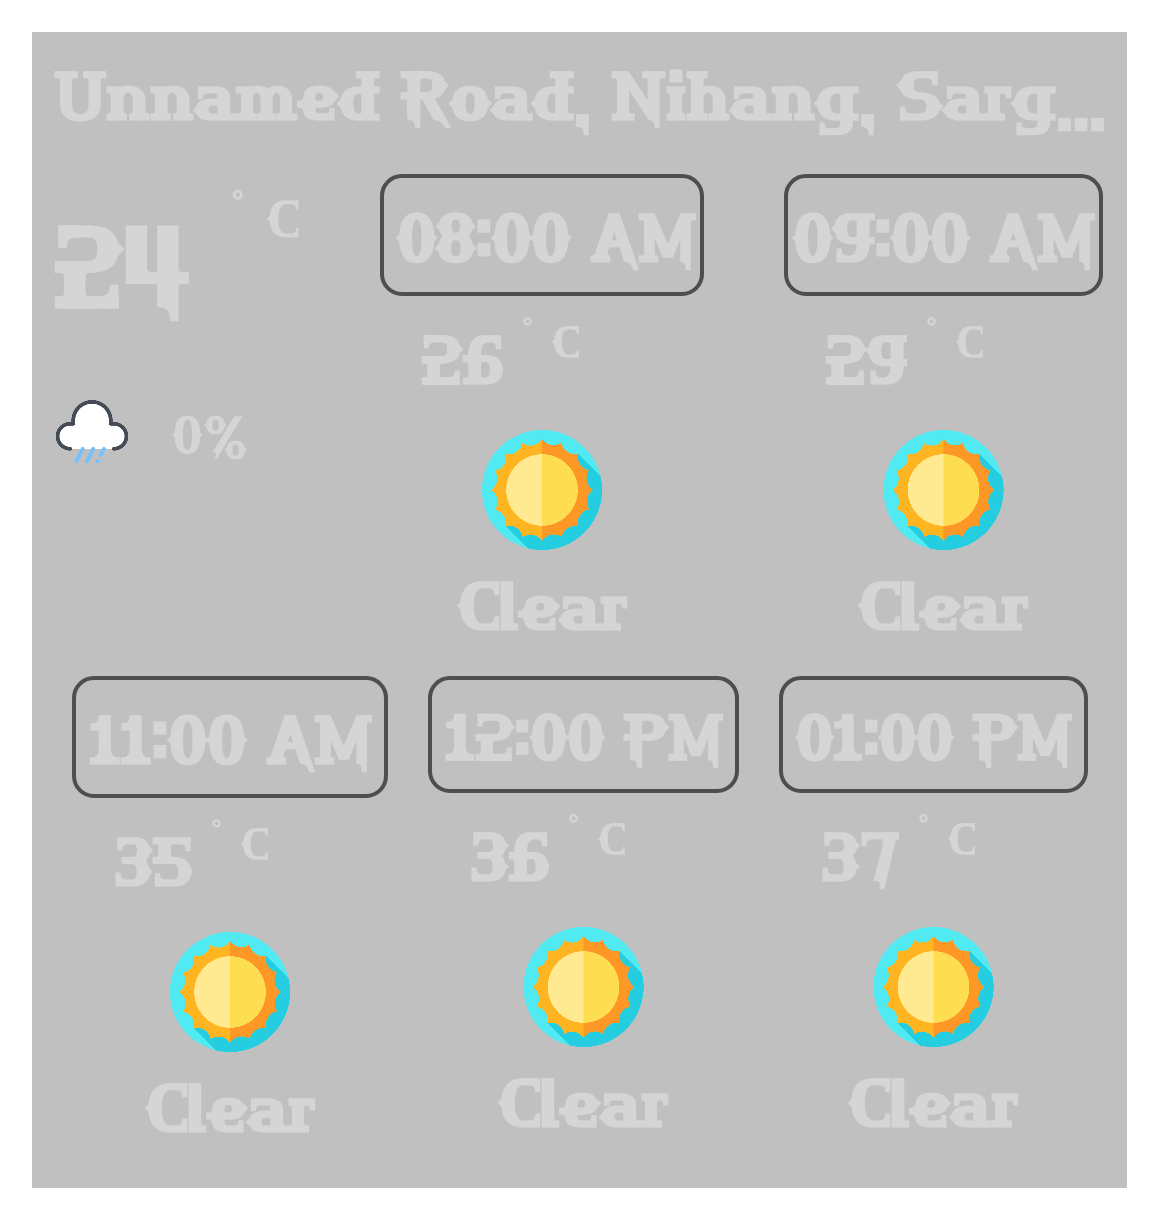 Unnamed Road, Nihang, Sarg...
24 °C
0%
08:00 AM
26 °C
Clear
09:00 AM
29 °C
Clear
11:00 AM
35 °C
Clear
12:00 PM
36 °C
Clear
01:00 PM
37 °C
Clear